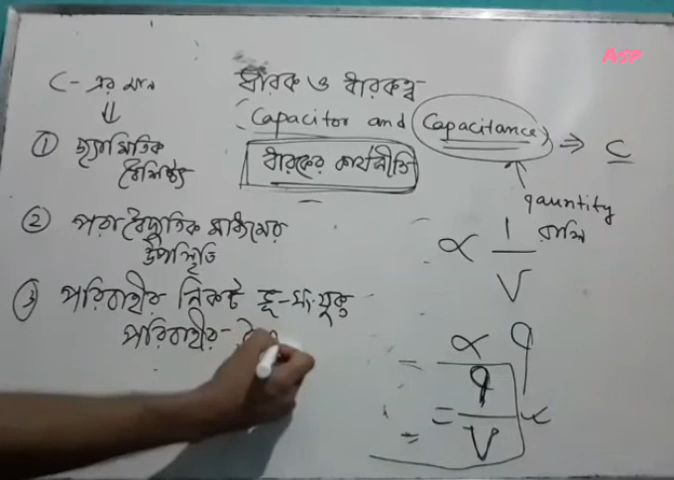 ASP
ধারক ও ধারকত্ব
(Capacitor and Capacitance) ⇒ C
ধারকের কার্যনীতি
quantity
রাশি
C - এর মান
⇓
① জ্যামিতিক
বৈশিষ্ট্য
② পরাবৈদ্যুতিক মাধ্যমের
উপস্থিতি
③ পরিবাহীর নিকট ভূ-সং-যুক্ত
পরিবাহীর
∝ 1/V
∝ q
= q/V